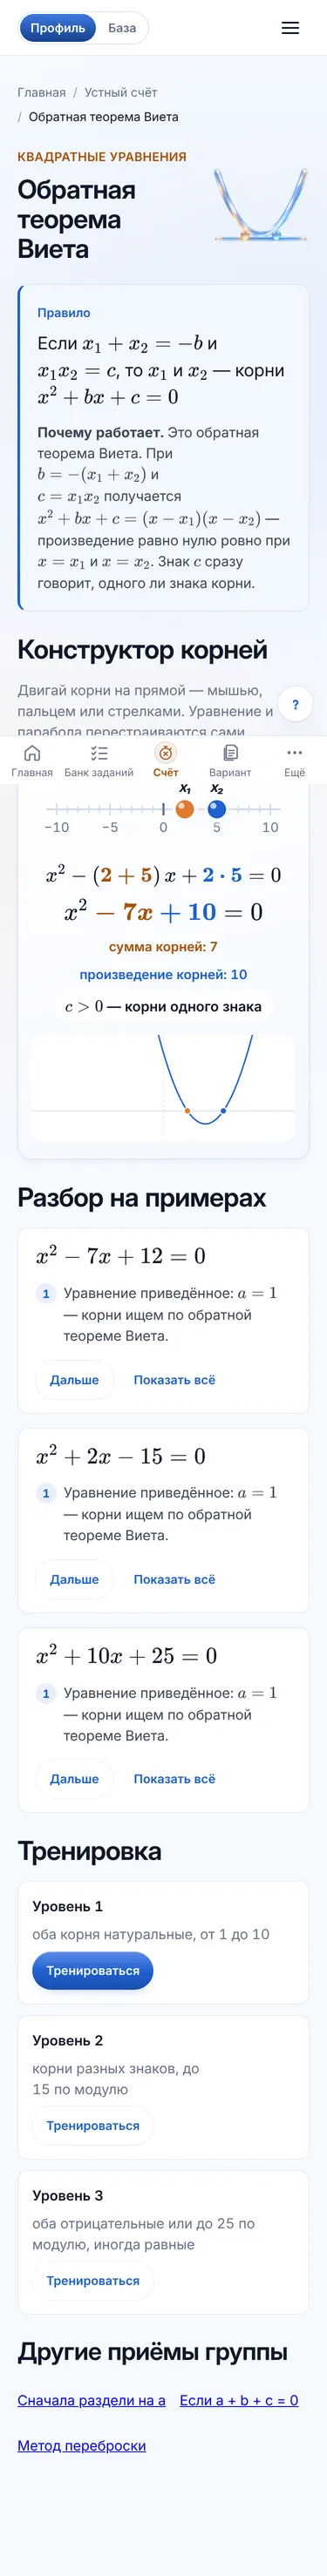 Профиль База
Главная / Устный счёт
/ Обратная теорема Виета
КВАДРАТНЫЕ УРАВНЕНИЯ
Обратная
теорема
Виета
Правило
Если x₁ + x₂ = −b и
x₁x₂ = c, то x₁ и x₂ — корни
x² + bx + c = 0
Почему работает. Это обратная
теорема Виета. При
b = −(x₁ + x₂) и
c = x₁x₂ получается
x² + bx + c = (x − x₁)(x − x₂) —
произведение равно нулю ровно при
x = x₁ и x = x₂. Знак c сразу
говорит, одного ли знака корни.
Конструктор корней
Двигай корни на прямой — мышью,
пальцем или стрелками. Уравнение и
парабола перестраиваются сами.
?
Главная Банк заданий Счёт Вариант Ещё
x₁ x₂
−10 −5 0 5 10
x² − (2 + 5) x + 2 · 5 = 0
x² − 7x + 10 = 0
сумма корней: 7
произведение корней: 10
c > 0 — корни одного знака
Разбор на примерах
x² − 7x + 12 = 0
1 Уравнение приведённое: a = 1
— корни ищем по обратной
теореме Виета.
Дальше Показать всё
x² + 2x − 15 = 0
1 Уравнение приведённое: a = 1
— корни ищем по обратной
теореме Виета.
Дальше Показать всё
x² + 10x + 25 = 0
1 Уравнение приведённое: a = 1
— корни ищем по обратной
теореме Виета.
Дальше Показать всё
Тренировка
Уровень 1
оба корня натуральные, от 1 до 10
Тренироваться
Уровень 2
корни разных знаков, до
15 по модулю
Тренироваться
Уровень 3
оба отрицательные или до 25 по
модулю, иногда равные
Тренироваться
Другие приёмы группы
Сначала раздели на a Если a + b + c = 0
Метод переброски